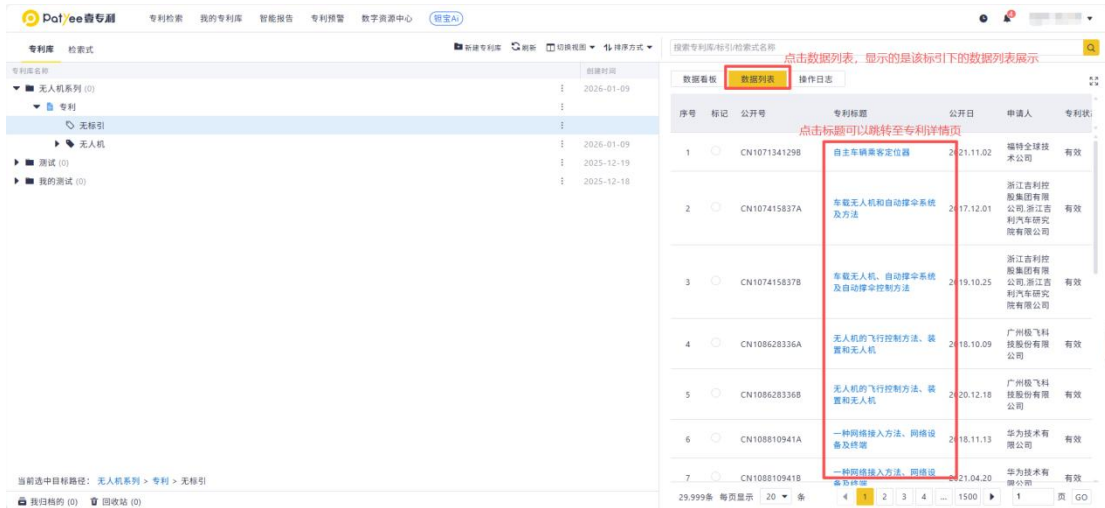 Patyee壹专利 专利检索 我的专利库 智能报告 专利预警 数字资源中心 银宝Ai
专利库 检索式 新建专利库 刷新 切换视图 排序方式
专利库名称 创建时间
无人机系列 (0) 2026-01-09
专利
无标引
无人机 2026-01-09
测试 (0) 2025-12-19
我的测试 (0) 2025-12-18
当前选中目标路径: 无人机系列 > 专利 > 无标引
我归档的 (0) 回收站 (0)
搜索专利库/标引/检索式名称
点击数据列表，显示的是该标引下的数据列表展示
数据看板 数据列表 操作日志
序号 标记 公开号 专利标题 公开日 申请人 专利状
点击标题可以跳转至专利详情页
1 CN107134129B 自主车辆乘客定位器 2021.11.02 福特全球技
术公司 有效
2 CN107415837A 车载无人机和自动撑伞系统
及方法 2017.12.01 浙江吉利控
股集团有限
公司,浙江吉
利汽车研究
院有限公司 有效
3 CN107415837B 车载无人机、自动撑伞系统
及自动撑伞控制方法 2019.10.25 浙江吉利控
股集团有限
公司,浙江吉
利汽车研究
院有限公司 有效
4 CN108628336A 无人机的飞行控制方法、装
置和无人机 2018.10.09 广州极飞科
技股份有限
公司 有效
5 CN108628336B 无人机的飞行控制方法、装
置和无人机 2020.12.18 广州极飞科
技股份有限
公司 有效
6 CN108810941A 一种网络接入方法、网络设
备及终端 2018.11.13 华为技术有
限公司 有效
7 CN108810941B 一种网络接入方法、网络设
备及终端 2021.04.20 华为技术有
限公司 有效
29,999条 每页显示 20 条 1 2 3 4 ... 1500 1 页 GO